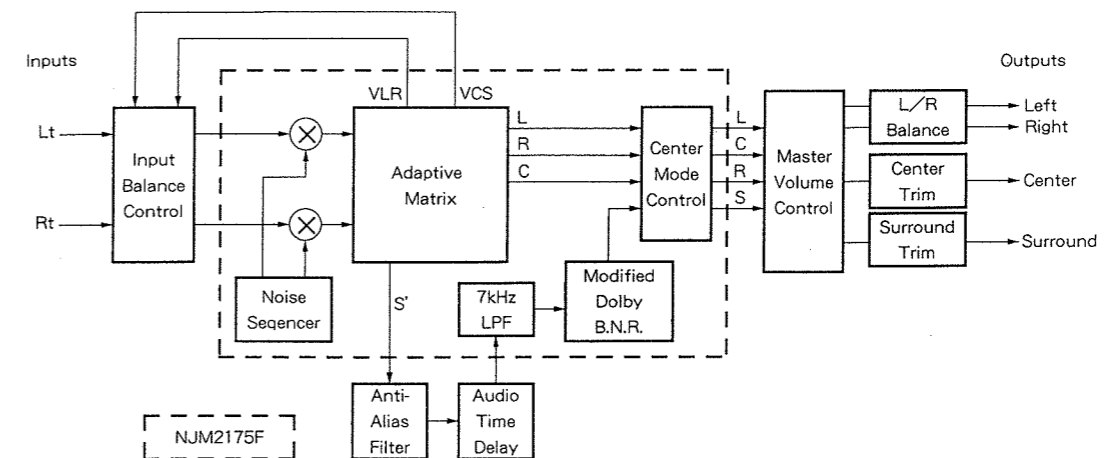 Inputs
Outputs
VLR
VCS
Lt
Rt
Input
Balance
Control
Noise
Seqencer
Adaptive
Matrix
L
R
C
S'
Anti-
Alias
Filter
Audio
Time
Delay
7kHz
LPF
Modified
Dolby
B.N.R.
Center
Mode
Control
L
C
R
S
Master
Volume
Control
L/R
Balance
Center
Trim
Surround
Trim
Left
Right
Center
Surround
NJM2175F